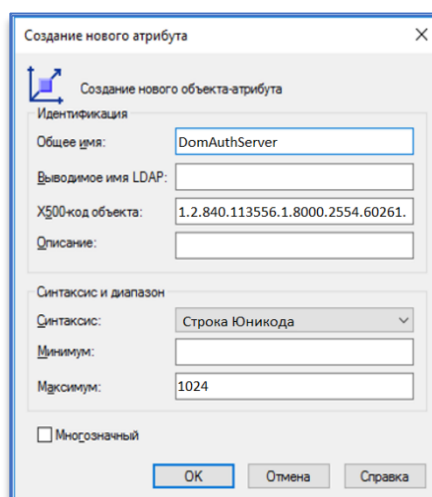 Создание нового атрибута
Создание нового объекта-атрибута
Идентификация
Общее имя: DomAuthServer
Выводимое имя LDAP:
X500-код объекта: 1.2.840.113556.1.8000.2554.60261.
Описание:
Синтаксис и диапазон
Синтаксис: Строка Юникода
Минимум:
Максимум: 1024
Многозначный
OK Отмена Справка